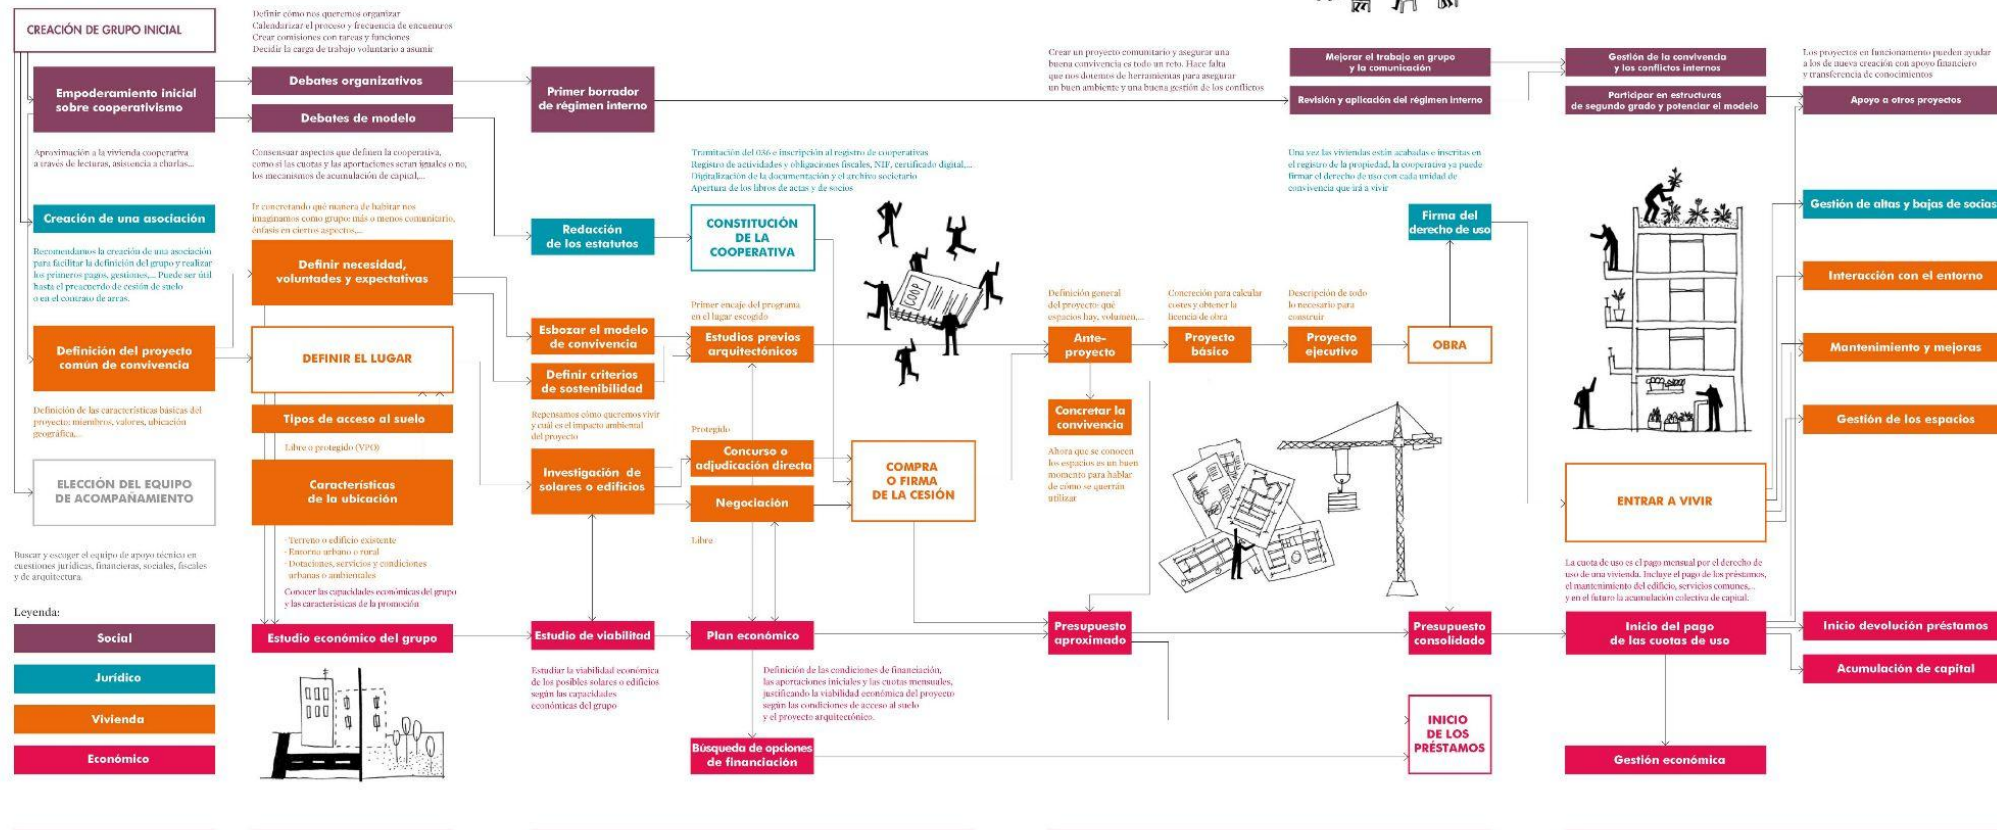 CREACIÓN DE GRUPO INICIAL
Definir cómo nos queremos organizar
Calendarizar el proceso y frecuencia de encuentros
Crear comisiones con tareas y funciones
Decidir la carga de trabajo voluntario a asumir
Empoderamiento inicial
sobre cooperativismo
Debates organizativos
Debates de modelo
Primer borrador
de régimen interno
Crear un proyecto comunitario y asegurar una
buena convivencia es todo un reto. Hace falta
que nos dotemos de herramientas para asegurar
un buen ambiente y una buena gestión de los conflictos
Mejorar el trabajo en grupo
y la comunicación
Revisión y aplicación del régimen interno
Gestión de la convivencia
y los conflictos internos
Participar en estructuras
de segundo grado y potenciar el modelo
Los proyectos en funcionamiento pueden ayudar
a los de nueva creación con apoyo financiero
y transferencia de conocimientos
Apoyo a otros proyectos
Aproximación a la vivienda cooperativa
a través de lecturas, asistencia a charlas...
Consensuar aspectos que definen la cooperativa,
como si las cuotas y las aportaciones seran iguales o no,
los mecanismos de acumulación de capital,...
Tramitación del 036 e inscripción al registro de cooperativas
Registro de actividades y obligaciones fiscales, NIF, certificado digital,...
Digitalización de la documentación y el archivo societario
Apertura de los libros de actas y de socios
Una vez las viviendas están acabadas e inscritas en
el registro de la propiedad, la cooperativa ya puede
firmar el derecho de uso con cada unidad de
convivencia que irá a vivir
Creación de una asociación
Recomendamos la creación de una asociación
para facilitar la definición del grupo y realizar
los primeros pagos, gestiones,... Puede ser útil
hasta el preacuerdo de cesión de suelo
o en el contrato de arras.
Ir concretando qué manera de habitar nos
imaginamos como grupo: más o menos comunitario,
énfasis en ciertos aspectos,...
Definir necesidad,
voluntades y expectativas
Redacción
de los estatutos
CONSTITUCIÓN
DE LA
COOPERATIVA
COOP
Firma del
derecho de uso
Gestión de altas y bajas de socias
Interacción con el entorno
Mantenimiento y mejoras
Gestión de los espacios
Definición del proyecto
común de convivencia
Definición de las características básicas del
proyecto: miembros, valores, ubicación
geográfica,...
DEFINIR EL LUGAR
Tipos de acceso al suelo
Libre o protegido (VPO)
Características
de la ubicación
· Terreno o edificio existente
· Entorno urbano o rural
· Dotaciones, servicios y condiciones
urbanas o ambientales
Esbozar el modelo
de convivencia
Definir criterios
de sostenibilidad
Repensamos cómo queremos vivir
y cuál es el impacto ambiental
del proyecto
Primer encaje del programa
en el lugar escogido
Estudios previos
arquitectónicos
Investigación de
solares o edificios
Protegido
Concurso o
adjudicación directa
Negociación
Libre
COMPRA
O FIRMA
DE LA CESIÓN
Definición general
del proyecto: qué
espacios hay, volumen,...
Ante-
proyecto
Concreción para calcular
costes y obtener la
licencia de obra
Proyecto
básico
Descripción de todo
lo necesario para
construir
Proyecto
ejecutivo
OBRA
Concretar la
convivencia
Ahora que se conocen
los espacios es un buen
momento para hablar
de cómo se querrán
utilizar
ENTRAR A VIVIR
La cuota de uso es el pago mensual por el derecho de
uso de una vivienda. Incluye el pago de los préstamos,
el mantenimiento del edificio, servicios comunes,...
y en el futuro la acumulación colectiva de capital.
ELECCIÓN DEL EQUIPO
DE ACOMPAÑAMIENTO
Buscar y escoger el equipo de apoyo técnico en
cuestiones jurídicas, financieras, sociales, fiscales
y de arquitectura.
Leyenda:
Social
Jurídico
Vivienda
Económico
Conocer las capacidades económicas del grupo
y las características de la promoción
Estudio económico del grupo
Estudio de viabilitad
Estudiar la viabilidad económica
de los posibles solares o edificios
según las capacidades
económicas del grupo
Plan económico
Definición de las condiciones de financiación,
las aportaciones iniciales y las cuotas mensuales,
justificando la viabilidad económica del proyecto
según las condiciones de acceso al suelo
y el proyecto arquitectónico.
Búsqueda de opciones
de financiación
Presupuesto
aproximado
Presupuesto
consolidado
INICIO
DE LOS
PRÉSTAMOS
Inicio del pago
de las cuotas de uso
Gestión económica
Inicio devolución préstamos
Acumulación de capital